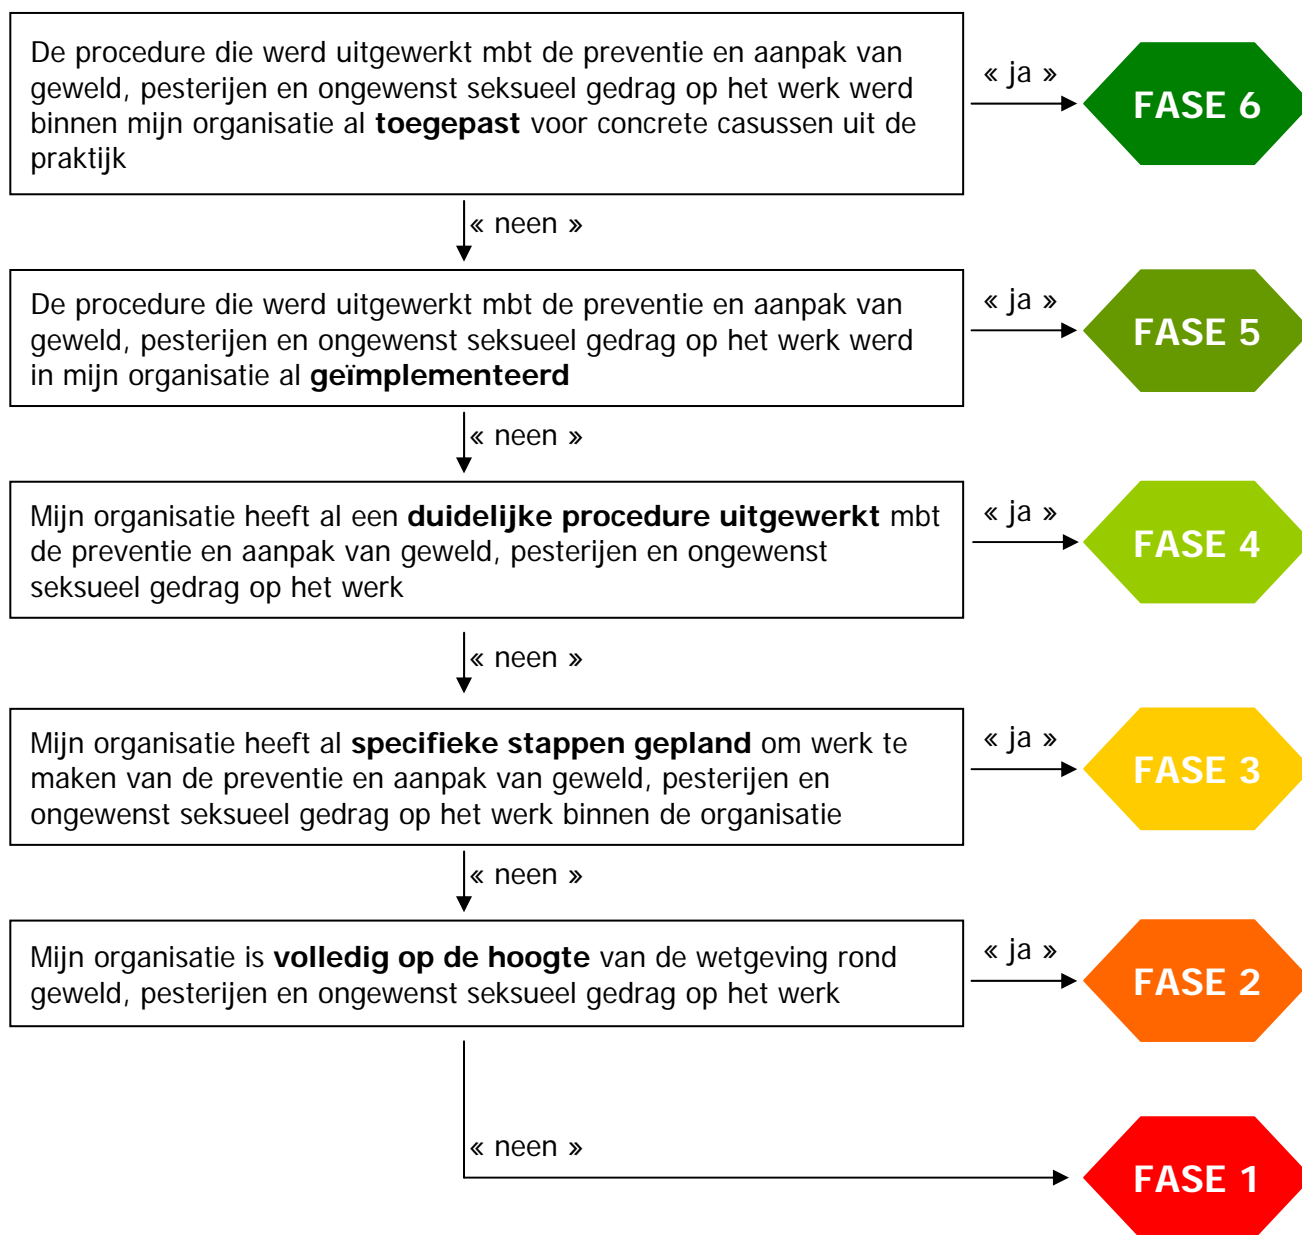 De procedure die werd uitgewerkt mbt de preventie en aanpak van
geweld, pesterijen en ongewenst seksueel gedrag op het werk werd
binnen mijn organisatie al toegepast voor concrete casussen uit de
praktijk
« ja »
FASE 6
« neen »
De procedure die werd uitgewerkt mbt de preventie en aanpak van
geweld, pesterijen en ongewenst seksueel gedrag op het werk werd
in mijn organisatie al geïmplementeerd
« ja »
FASE 5
« neen »
Mijn organisatie heeft al een duidelijke procedure uitgewerkt mbt
de preventie en aanpak van geweld, pesterijen en ongewenst
seksueel gedrag op het werk
« ja »
FASE 4
« neen »
Mijn organisatie heeft al specifieke stappen gepland om werk te
maken van de preventie en aanpak van geweld, pesterijen en
ongewenst seksueel gedrag op het werk binnen de organisatie
« ja »
FASE 3
« neen »
Mijn organisatie is volledig op de hoogte van de wetgeving rond
geweld, pesterijen en ongewenst seksueel gedrag op het werk
« ja »
FASE 2
« neen »
FASE 1